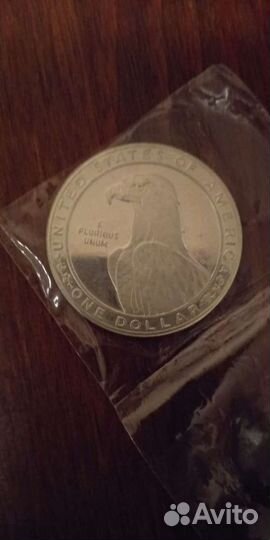 UNITED STATES OF AMERICA
E
PLURIBUS
UNUM
ONE DOLLAR
Avito